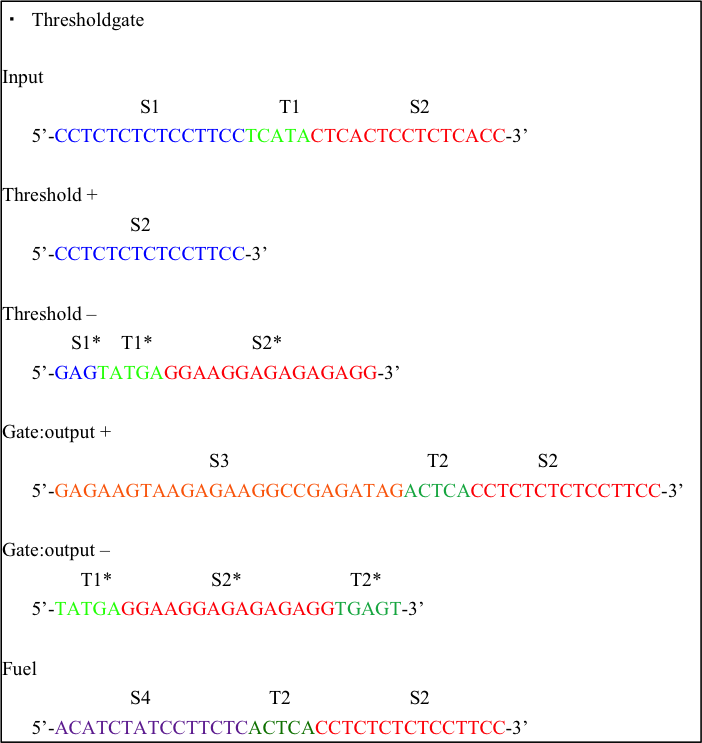 ・ Thresholdgate
Input
S1 T1 S2
5’-CCTCTCTCTCCTTCCTCATACTCACTCCTCTCACC-3’
Threshold +
S2
5’-CCTCTCTCTCCTTCC-3’
Threshold –
S1* T1* S2*
5’-GAGTATGAGGAAGGAGAGAGAGG-3’
Gate:output +
S3 T2 S2
5’-GAGAAGTAAGAGAAGGCCGAGATAGACTCACCTCTCTCTCCTTCC-3’
Gate:output –
T1* S2* T2*
5’-TATGAGGAAGGAGAGAGAGGTGAGT-3’
Fuel
S4 T2 S2
5’-ACATCTATCCTTCTCACTCACCTCTCTCTCCTTCC-3’